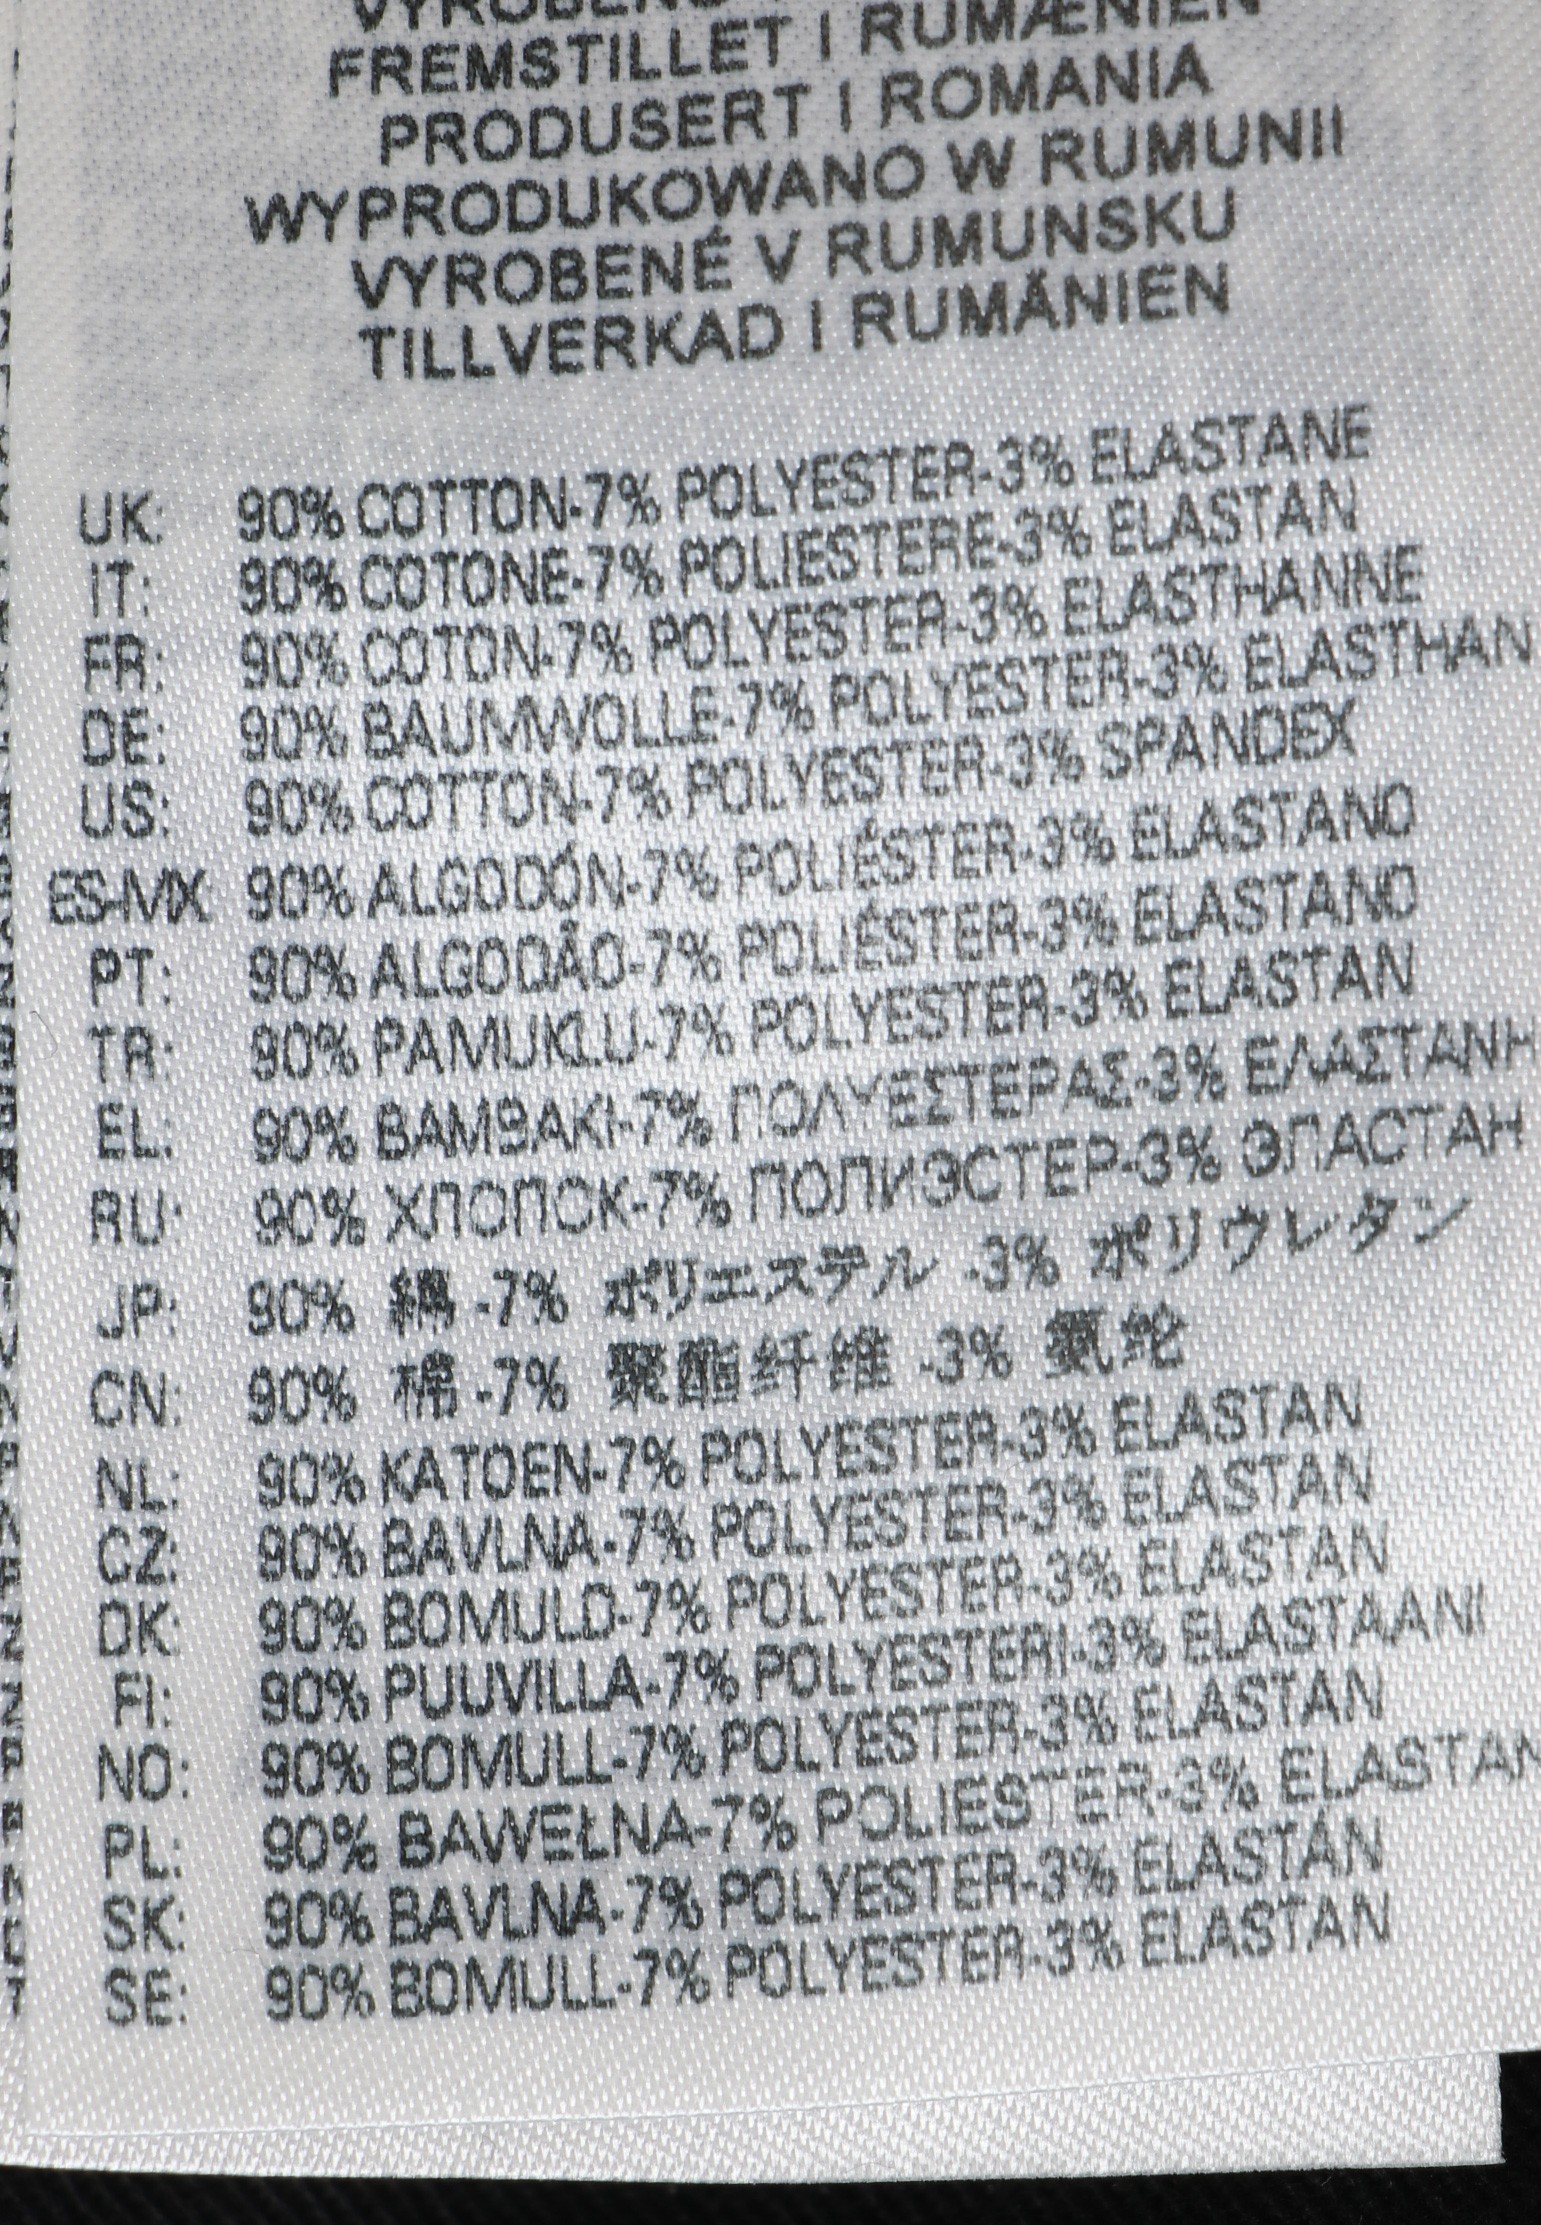 VYROBENO
FREMSTILLET I RUMÆNIEN
PRODUSERT I ROMANIA
WYPRODUKOWANO W RUMUNII
VYROBENÉ V RUMUNSKU
TILLVERKAD I RUMÄNIEN
UK: 90% COTTON-7% POLYESTER-3% ELASTANE
IT: 90% COTONE-7% POLIESTERE-3% ELASTAN
FR: 90% COTON-7% POLYESTER-3% ELASTHANNE
DE: 90% BAUMWOLLE-7% POLYESTER-3% ELASTHAN
US: 90% COTTON-7% POLYESTER-3% SPANDEX
ES-MX: 90% ALGODÓN-7% POLIÉSTER-3% ELASTANO
PT: 90% ALGODÃO-7% POLIÉSTER-3% ELASTANO
TR: 90% PAMUKLU-7% POLYESTER-3% ELASTAN
EL: 90% BAMBAKI-7% ΠΟΛΥΕΣΤΕΡΑΣ-3% ΕΛΑΣΤΑΝΗ
RU: 90% ХЛОПОК-7% ПОЛИЭСТЕР-3% ЭЛАСТАН
JP: 90% 綿 -7% ポリエステル -3% ポリウレタン
CN: 90% 棉 -7% 聚酯纤维 -3% 氨纶
NL: 90% KATOEN-7% POLYESTER-3% ELASTAN
CZ: 90% BAVLNA-7% POLYESTER-3% ELASTAN
DK: 90% BOMULD-7% POLYESTER-3% ELASTAN
FI: 90% PUUVILLA-7% POLYESTERI-3% ELASTAANI
NO: 90% BOMULL-7% POLYESTER-3% ELASTAN
PL: 90% BAWEŁNA-7% POLIESTER-3% ELASTAN
SK: 90% BAVLNA-7% POLYESTER-3% ELASTÁN
SE: 90% BOMULL-7% POLYESTER-3% ELASTAN